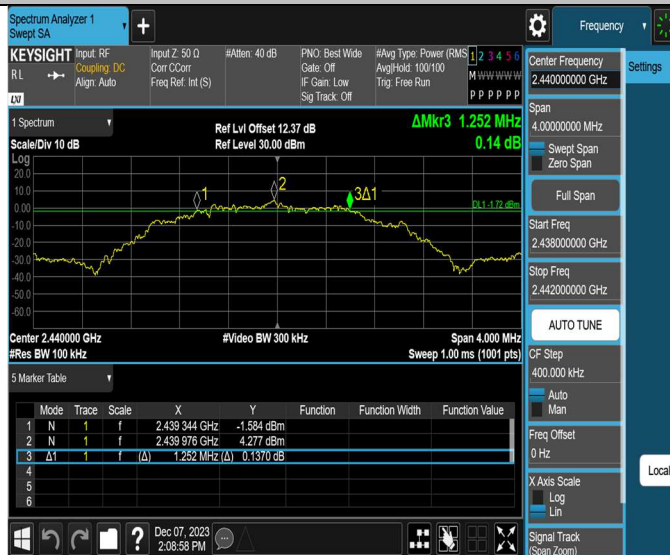 Spectrum Analyzer 1
Swept SA
+
Frequency
KEYSIGHT
RL
LXI
Input: RF
Coupling: DC
Align: Auto
Input Z: 50 Ω
Corr CCorr
Freq Ref: Int (S)
#Atten: 40 dB
PNO: Best Wide
Gate: Off
IF Gain: Low
Sig Track: Off
#Avg Type: Power (RMS
Avg|Hold: 100/100
Trig: Free Run
1 2 3 4 5 6
M W W W W W
P P P P P P
1 Spectrum
Scale/Div 10 dB
Ref Lvl Offset 12.37 dB
Ref Level 30.00 dBm
ΔMkr3 1.252 MHz
0.14 dB
Log
20.0
10.0
0.00
-10.0
-20.0
-30.0
-40.0
-50.0
-60.0
1
2
3Δ1
DL1 -1.72 dBm
Center 2.440000 GHz
#Res BW 100 kHz
#Video BW 300 kHz
Span 4.000 MHz
Sweep 1.00 ms (1001 pts)
5 Marker Table
Mode Trace Scale X Y Function Function Width Function Value
1 N 1 f 2.439 344 GHz -1.584 dBm
2 N 1 f 2.439 976 GHz 4.277 dBm
3 Δ1 1 f (Δ) 1.252 MHz (Δ) 0.1370 dB
4
5
6
?
Dec 07, 2023
2:08:58 PM
Center Frequency
2.440000000 GHz
Span
4.00000000 MHz
Swept Span
Zero Span
Full Span
Start Freq
2.438000000 GHz
Stop Freq
2.442000000 GHz
AUTO TUNE
CF Step
400.000 kHz
Auto
Man
Freq Offset
0 Hz
X Axis Scale
Log
Lin
Signal Track
(Span Zoom)
Settings
Local